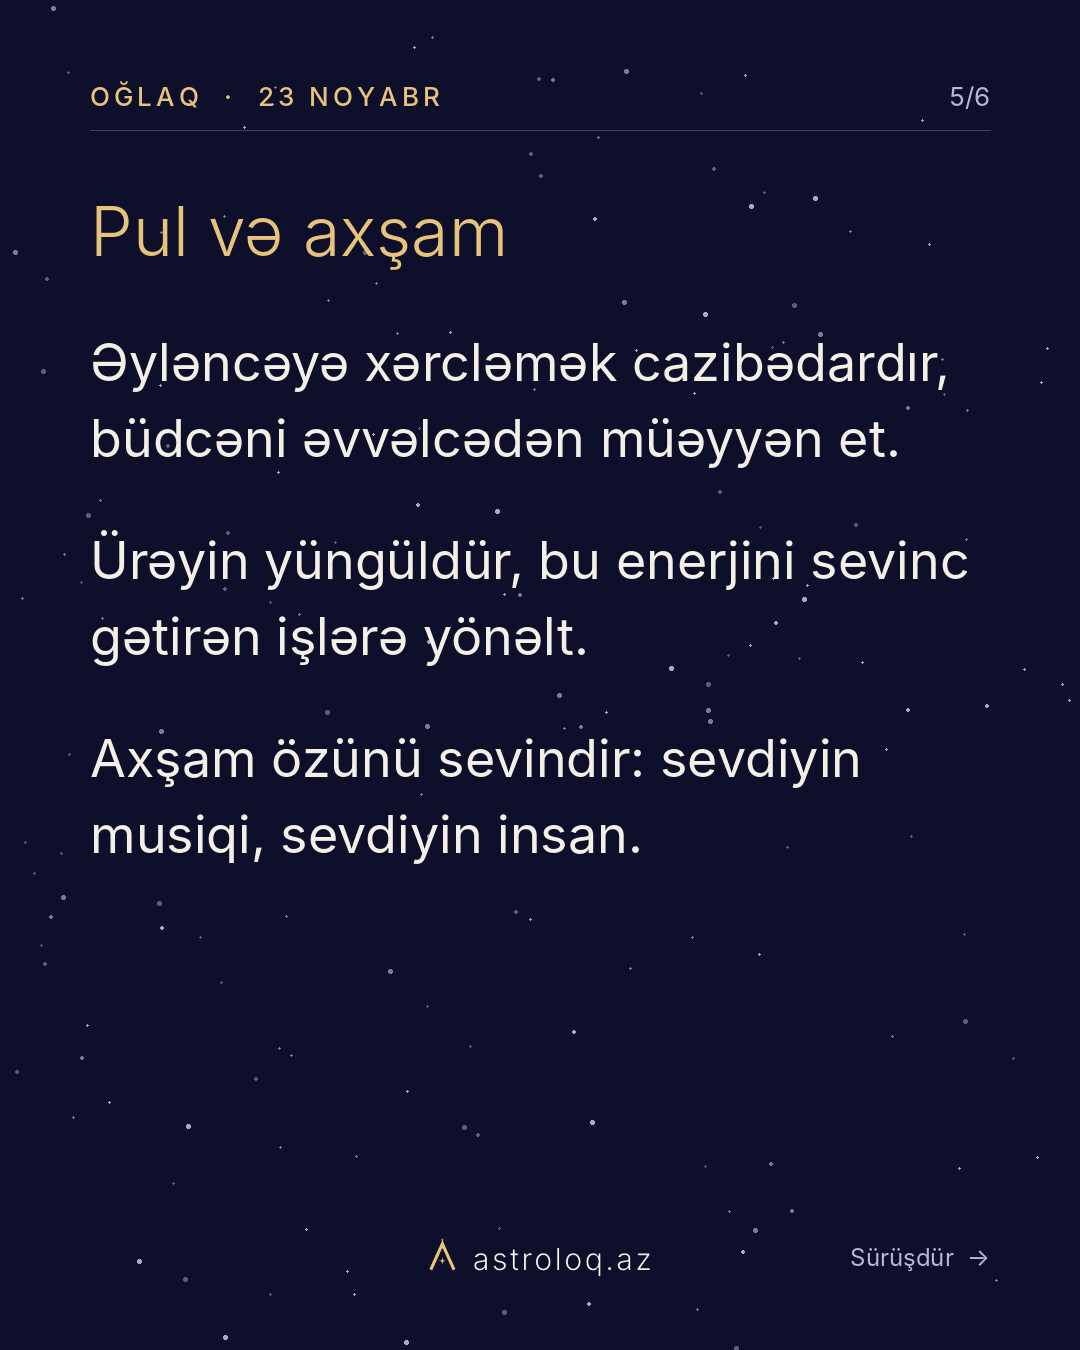 OĞLAQ · 23 NOYABR 5/6
Pul və axşam
Əyləncəyə xərcləmək cazibədardır,
büdcəni əvvəlcədən müəyyən et.
Ürəyin yüngüldür, bu enerjini sevinc
gətirən işlərə yönəlt.
Axşam özünü sevindir: sevdiyin
musiqi, sevdiyin insan.
astroloq.az Sürüşdür →